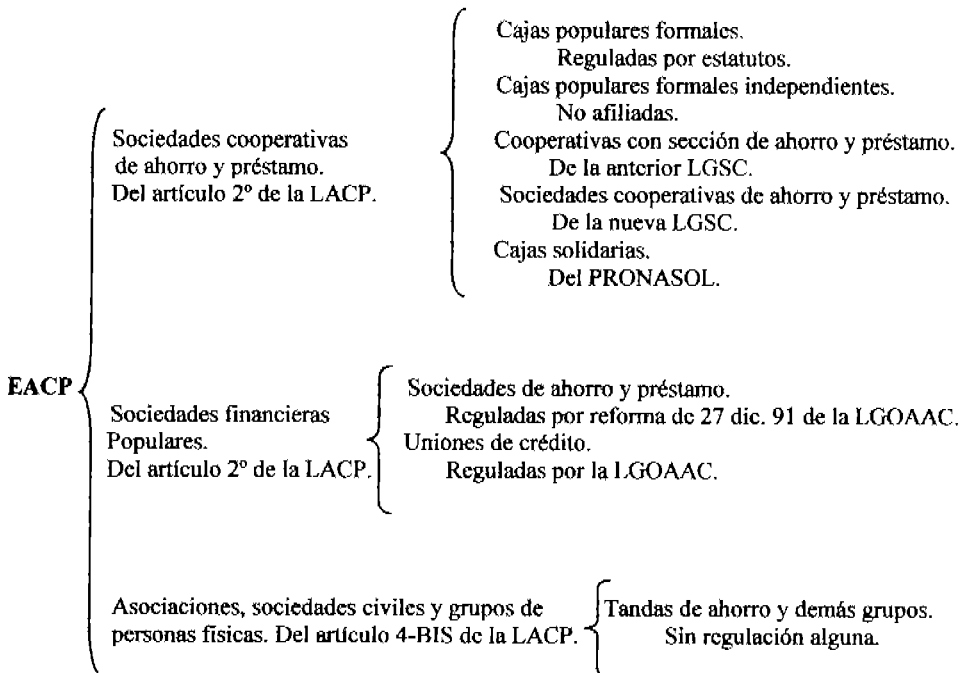 Cajas populares formales.
Reguladas por estatutos.
Cajas populares formales independientes.
No afiliadas.
Cooperativas con sección de ahorro y préstamo.
De la anterior LGSC.
Sociedades cooperativas de ahorro y préstamo.
De la nueva LGSC.
Cajas solidarias.
Del PRONASOL.
Sociedades cooperativas
de ahorro y préstamo.
Del artículo 2º de la LACP.
EACP
Sociedades financieras
Populares.
Del artículo 2º de la LACP.
Sociedades de ahorro y préstamo.
Reguladas por reforma de 27 dic. 91 de la LGOAAC.
Uniones de crédito.
Reguladas por la LGOAAC.
Asociaciones, sociedades civiles y grupos de
personas físicas. Del artículo 4-BIS de la LACP.
Tandas de ahorro y demás grupos.
Sin regulación alguna.